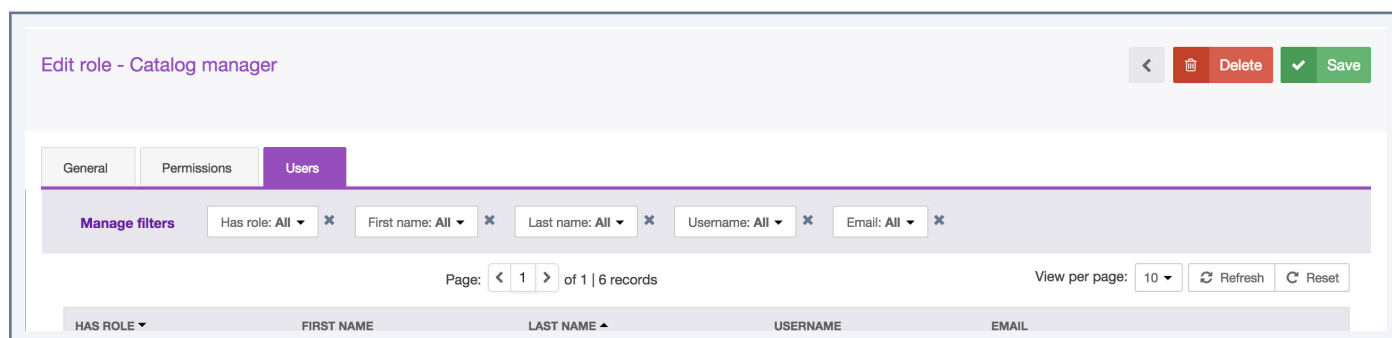 Edit role - Catalog manager
Delete
Save
General Permissions Users
Manage filters Has role: All First name: All Last name: All Username: All Email: All
Page: 1 of 1 | 6 records View per page: 10 Refresh Reset
HAS ROLE FIRST NAME LAST NAME USERNAME EMAIL